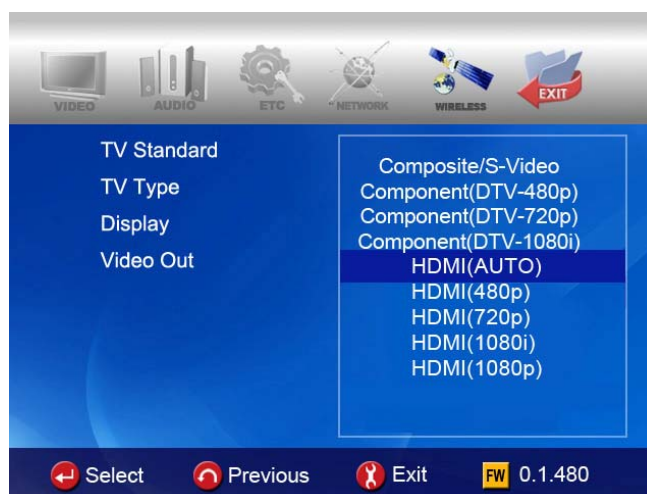 VIDEO AUDIO ETC NETWORK WIRELESS EXIT
TV Standard
TV Type
Display
Video Out
Composite/S-Video
Component(DTV-480p)
Component(DTV-720p)
Component(DTV-1080i)
HDMI(AUTO)
HDMI(480p)
HDMI(720p)
HDMI(1080i)
HDMI(1080p)
Select Previous Exit FW 0.1.480